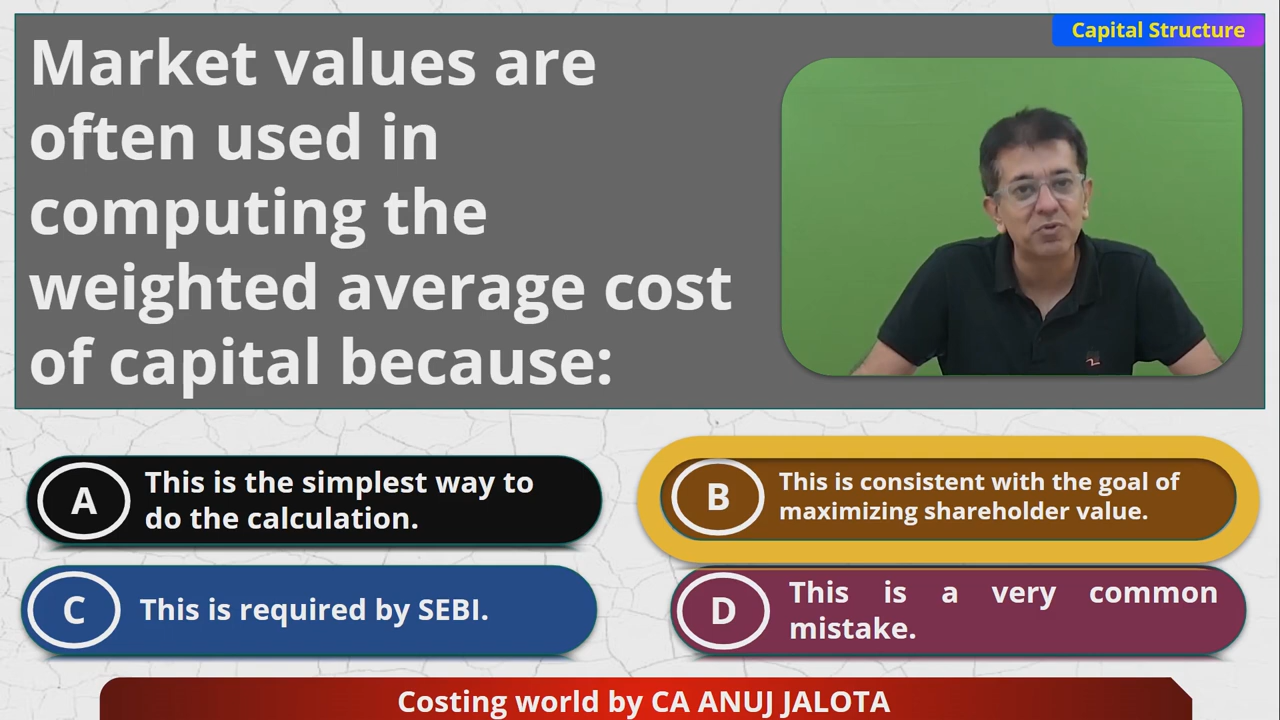 Capital Structure
Market values are
often used in
computing the
weighted average cost
of capital because:
A
This is the simplest way to
do the calculation.
B
This is consistent with the goal of
maximizing shareholder value.
C
This is required by SEBI.
D
This is a very common
mistake.
Costing world by CA ANUJ JALOTA